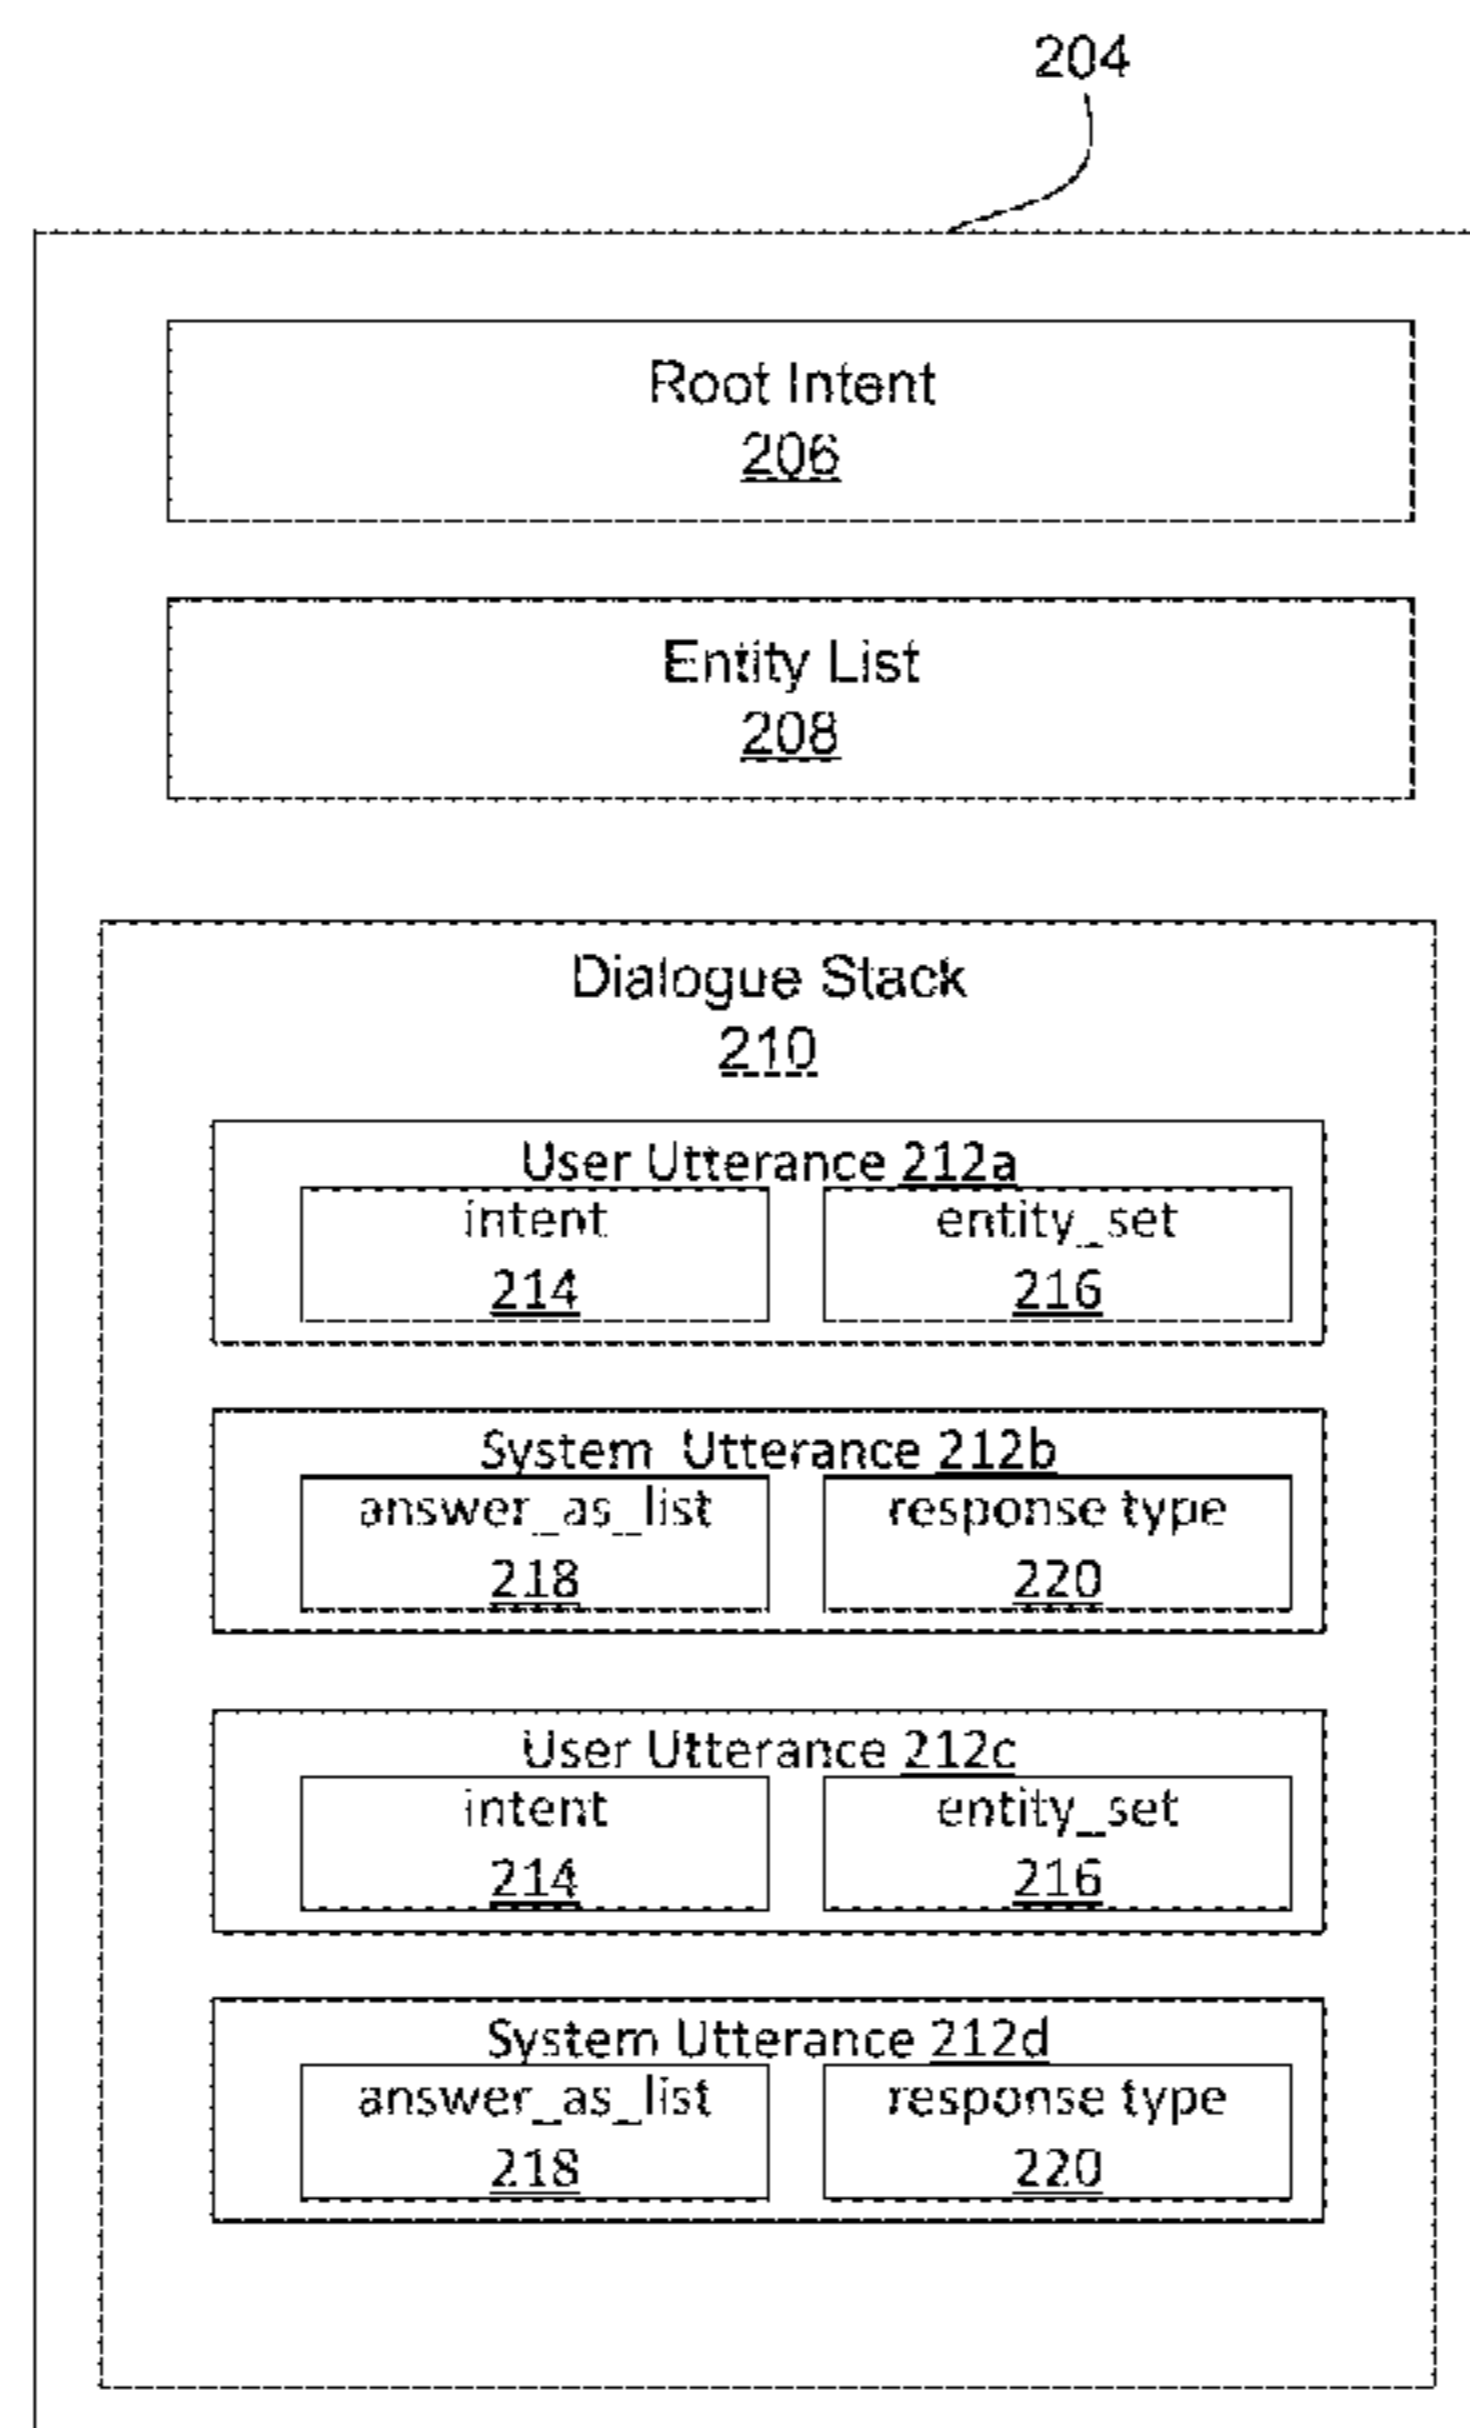 204
Root Intent
206
Entity List
208
Dialogue Stack
210
User Utterance 212a
intent entity_set
214 216
System Utterance 212b
answer_as_list response type
218 220
User Utterance 212c
intent entity_set
214 216
System Utterance 212d
answer_as_list response type
218 220